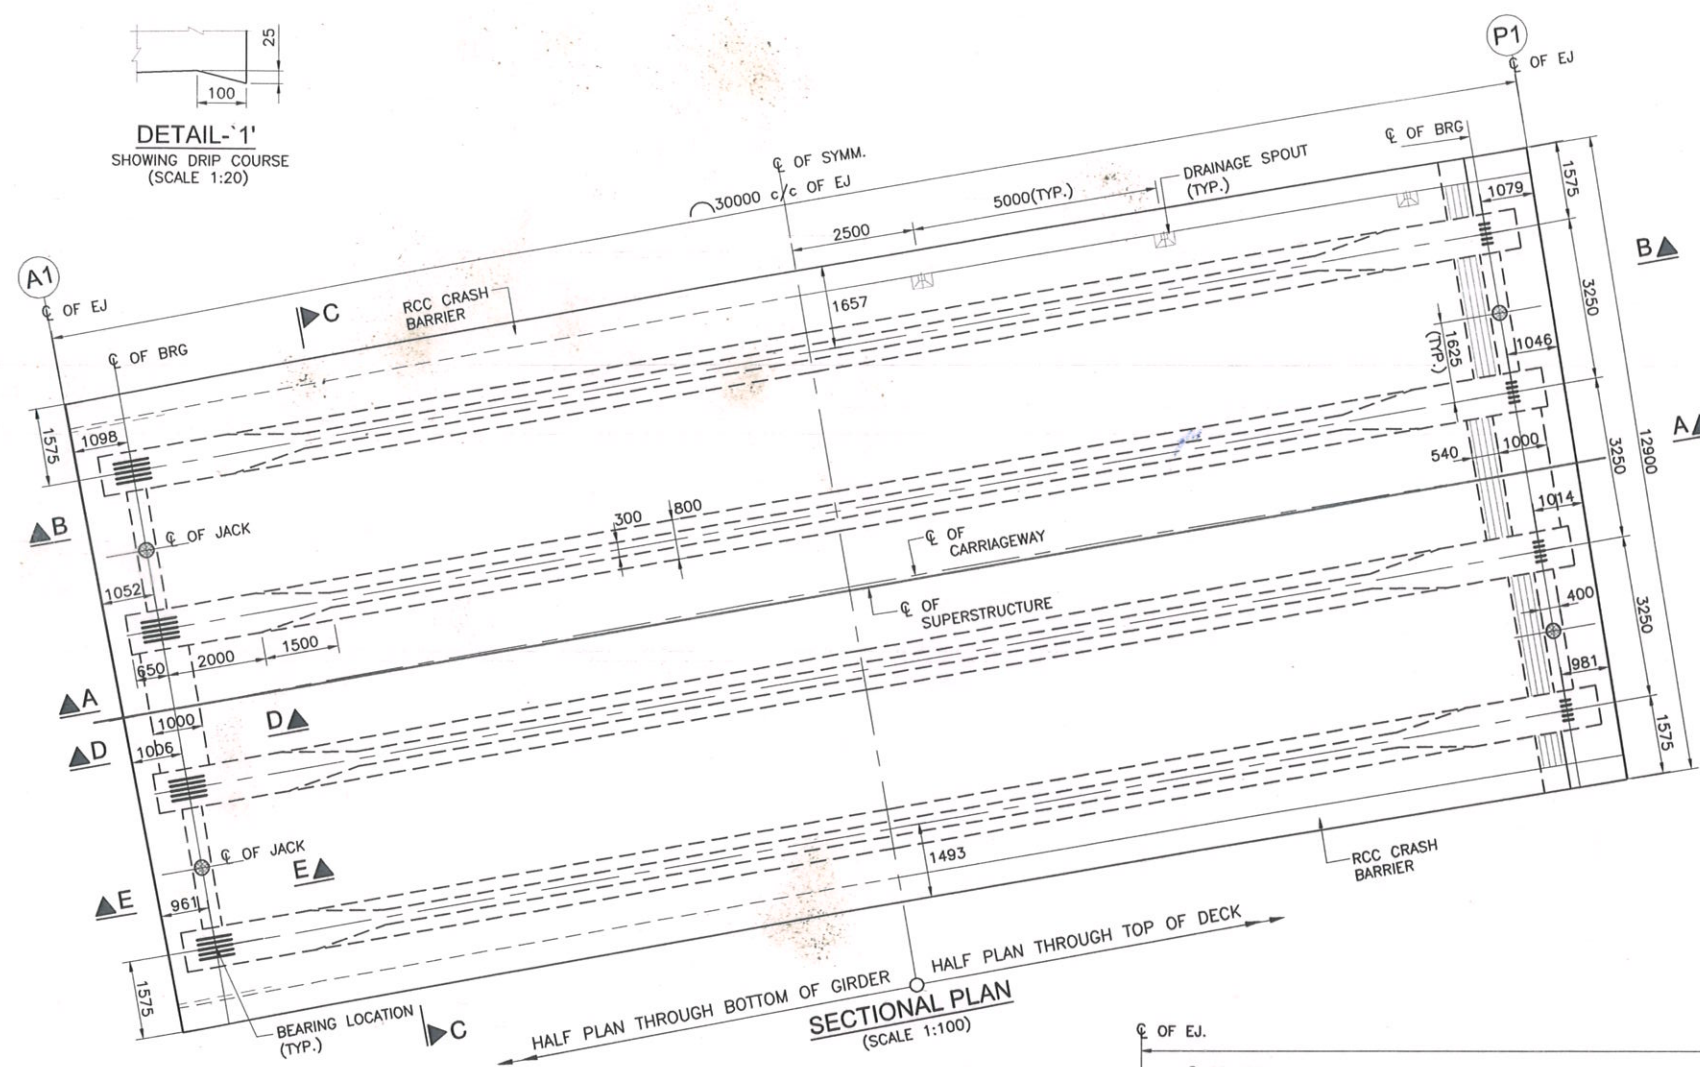 25
100
DETAIL-`1'
SHOWING DRIP COURSE
(SCALE 1:20)
P1
℄ OF EJ
℄ OF BRG
℄ OF SYMM.
30000 c/c OF EJ
DRAINAGE SPOUT
(TYP.)
5000(TYP.)
2500
1079
1575
A1
℄ OF EJ
RCC CRASH
BARRIER
C
1657
B
3250
℄ OF BRG
1625
(TYP.)
1046
1575
1098
A
12900
3250
540
1000
300
800
1014
B
℄ OF JACK
℄ OF
CARRIAGEWAY
1052
℄ OF
SUPERSTRUCTURE
400
3250
650
2000
1500
981
A
D
1000
1006
D
1575
℄ OF JACK
E
1493
RCC CRASH
BARRIER
E
961
1575
BEARING LOCATION
(TYP.)
C
HALF PLAN THROUGH BOTTOM OF GIRDER
HALF PLAN THROUGH TOP OF DECK
SECTIONAL PLAN
(SCALE 1:100)
℄ OF EJ.